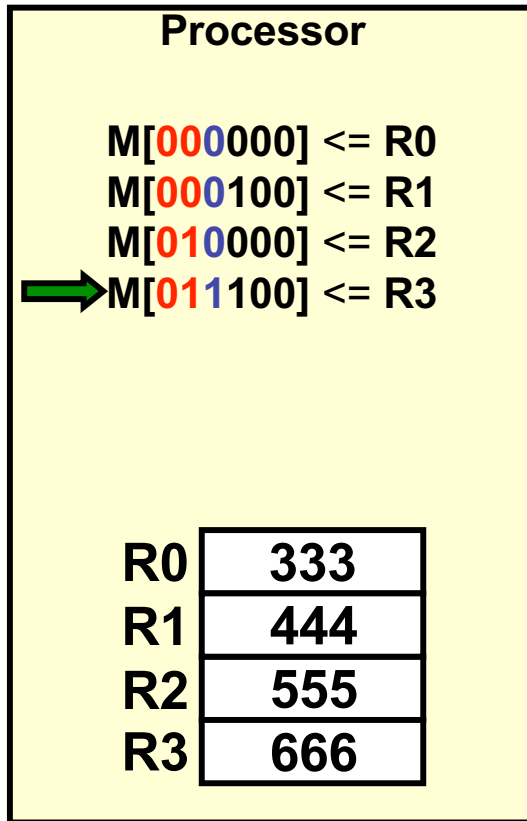 Processor
M[000000] <= R0
M[000100] <= R1
M[010000] <= R2
M[011100] <= R3
R0 333
R1 444
R2 555
R3 666